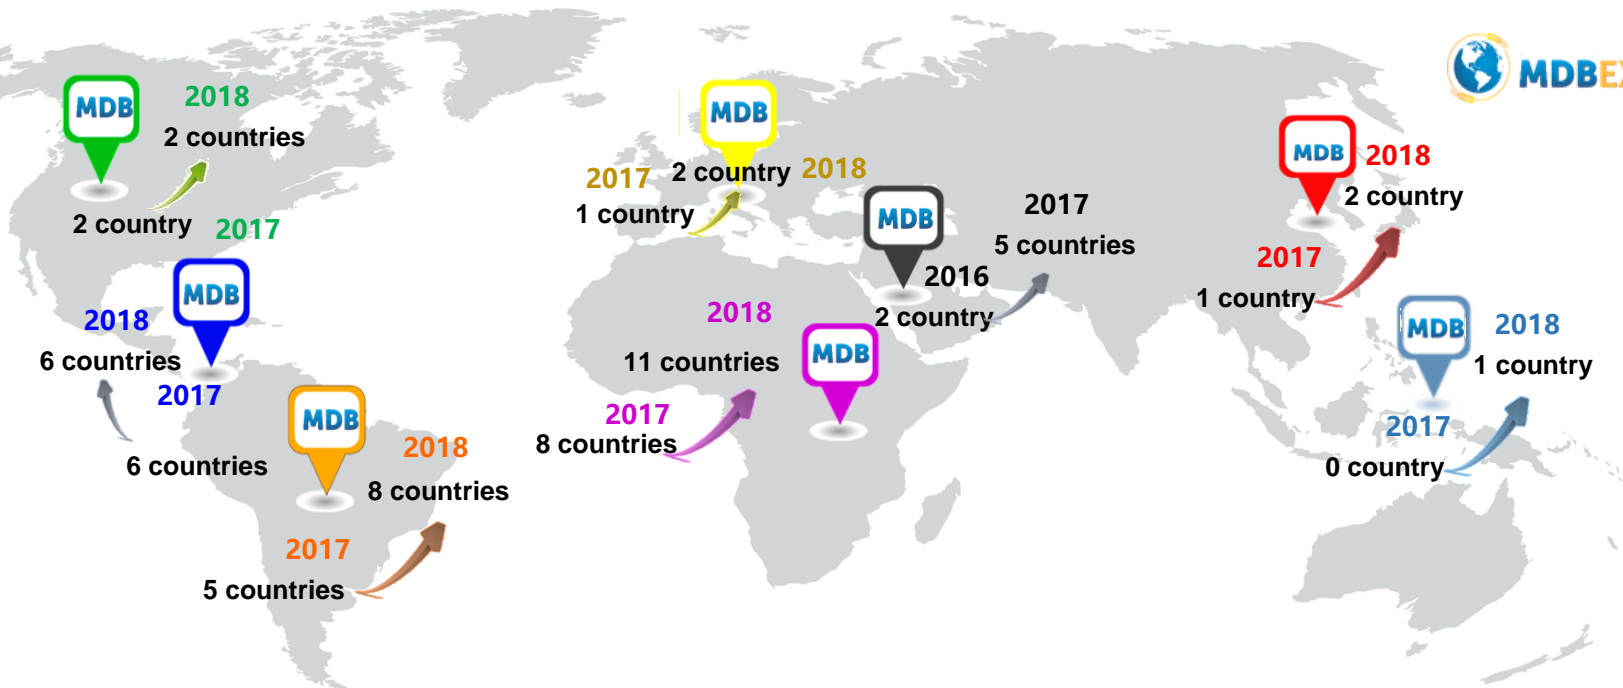 MDBEX
MDB
2018
2 countries
2 country
2017
MDB
2018
6 countries
2017
6 countries
MDB
2018
8 countries
2017
5 countries
MDB
2017
2 country
2018
1 country
MDB
2017
5 countries
2016
2 country
2018
11 countries
MDB
2017
8 countries
MDB
2018
2 country
2017
1 country
MDB
2018
1 country
2017
0 country